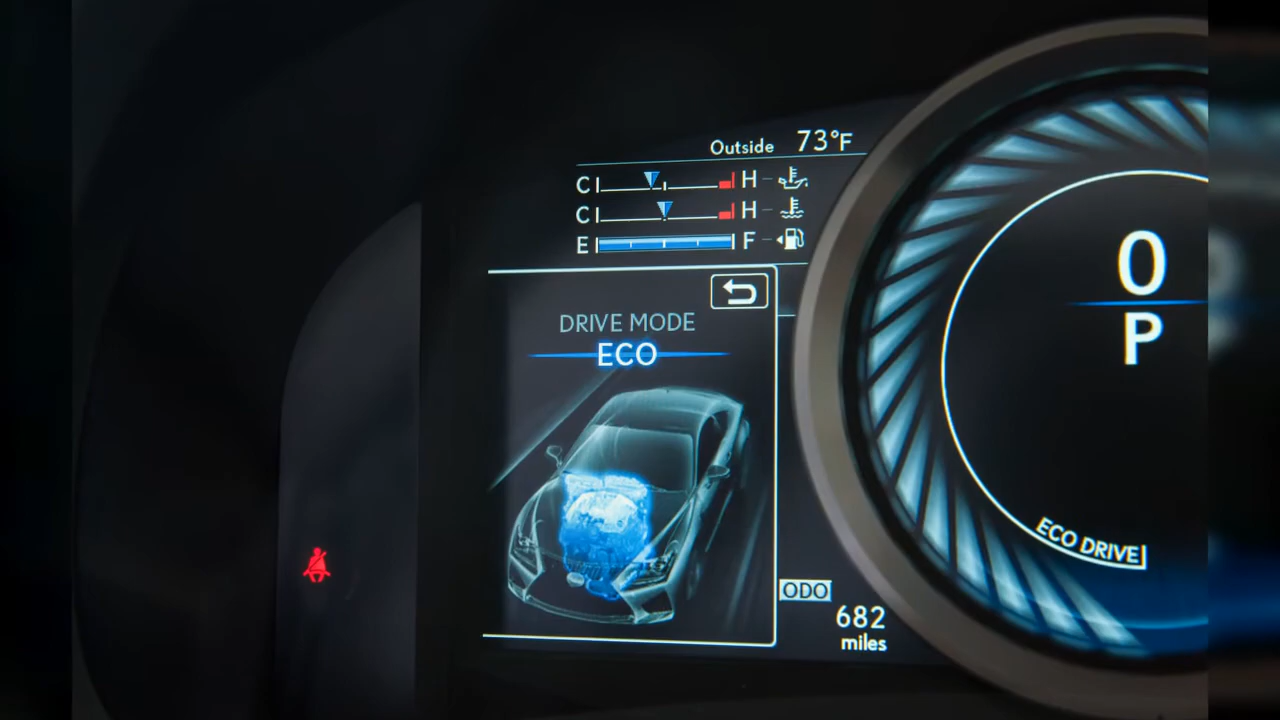 Outside 73°F
C H
C H
E F
DRIVE MODE
ECO
0
P
ECO DRIVE
ODO
682
miles